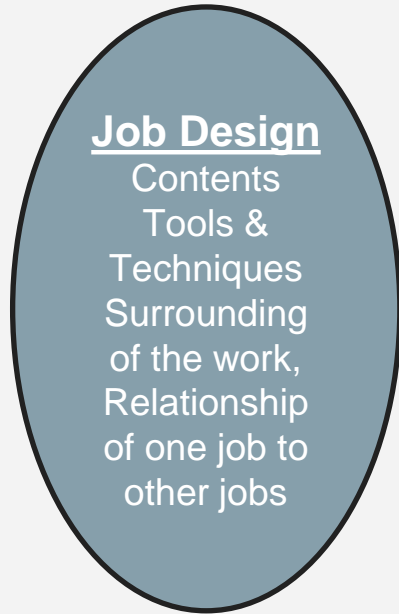 Job Design
Contents
Tools &
Techniques
Surrounding
of the work,
Relationship
of one job to
other jobs